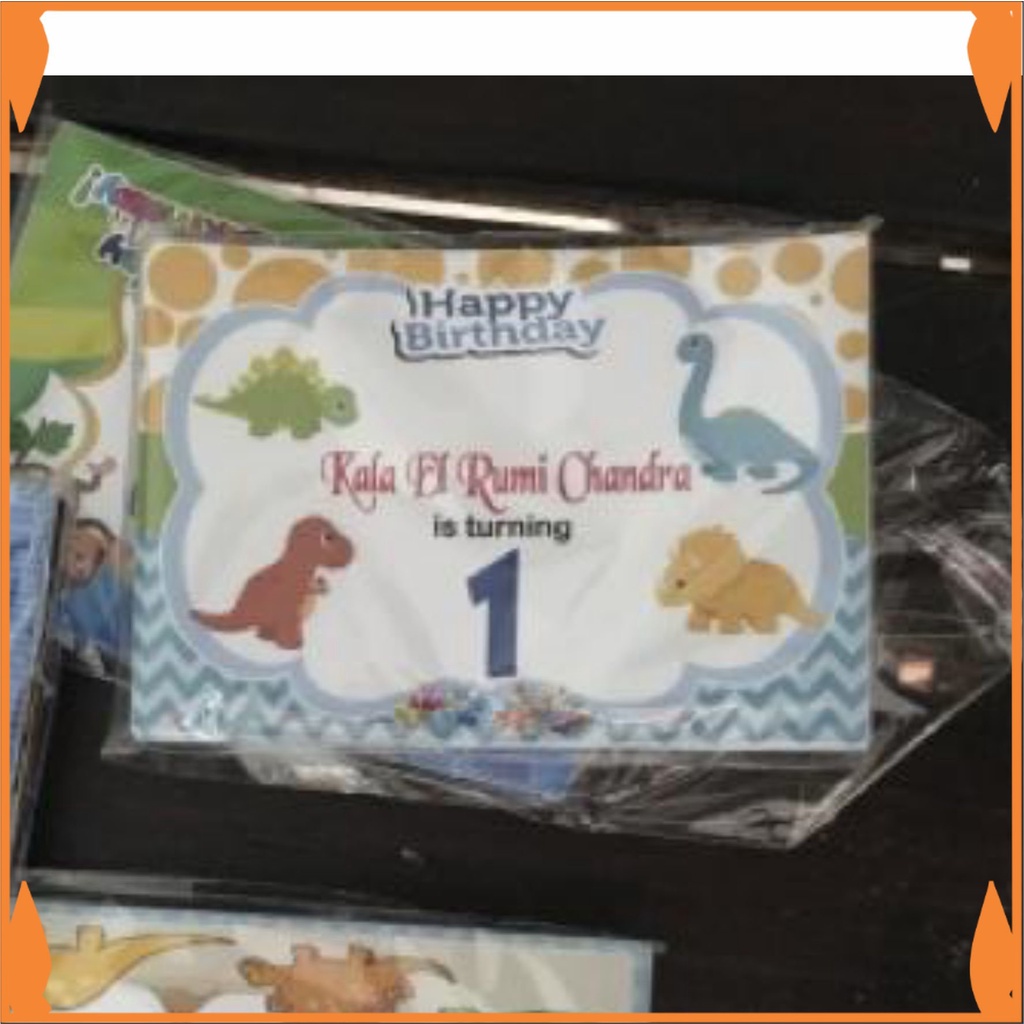 Happy
Birthday
Kala El Rumi Chandra
is turning
1